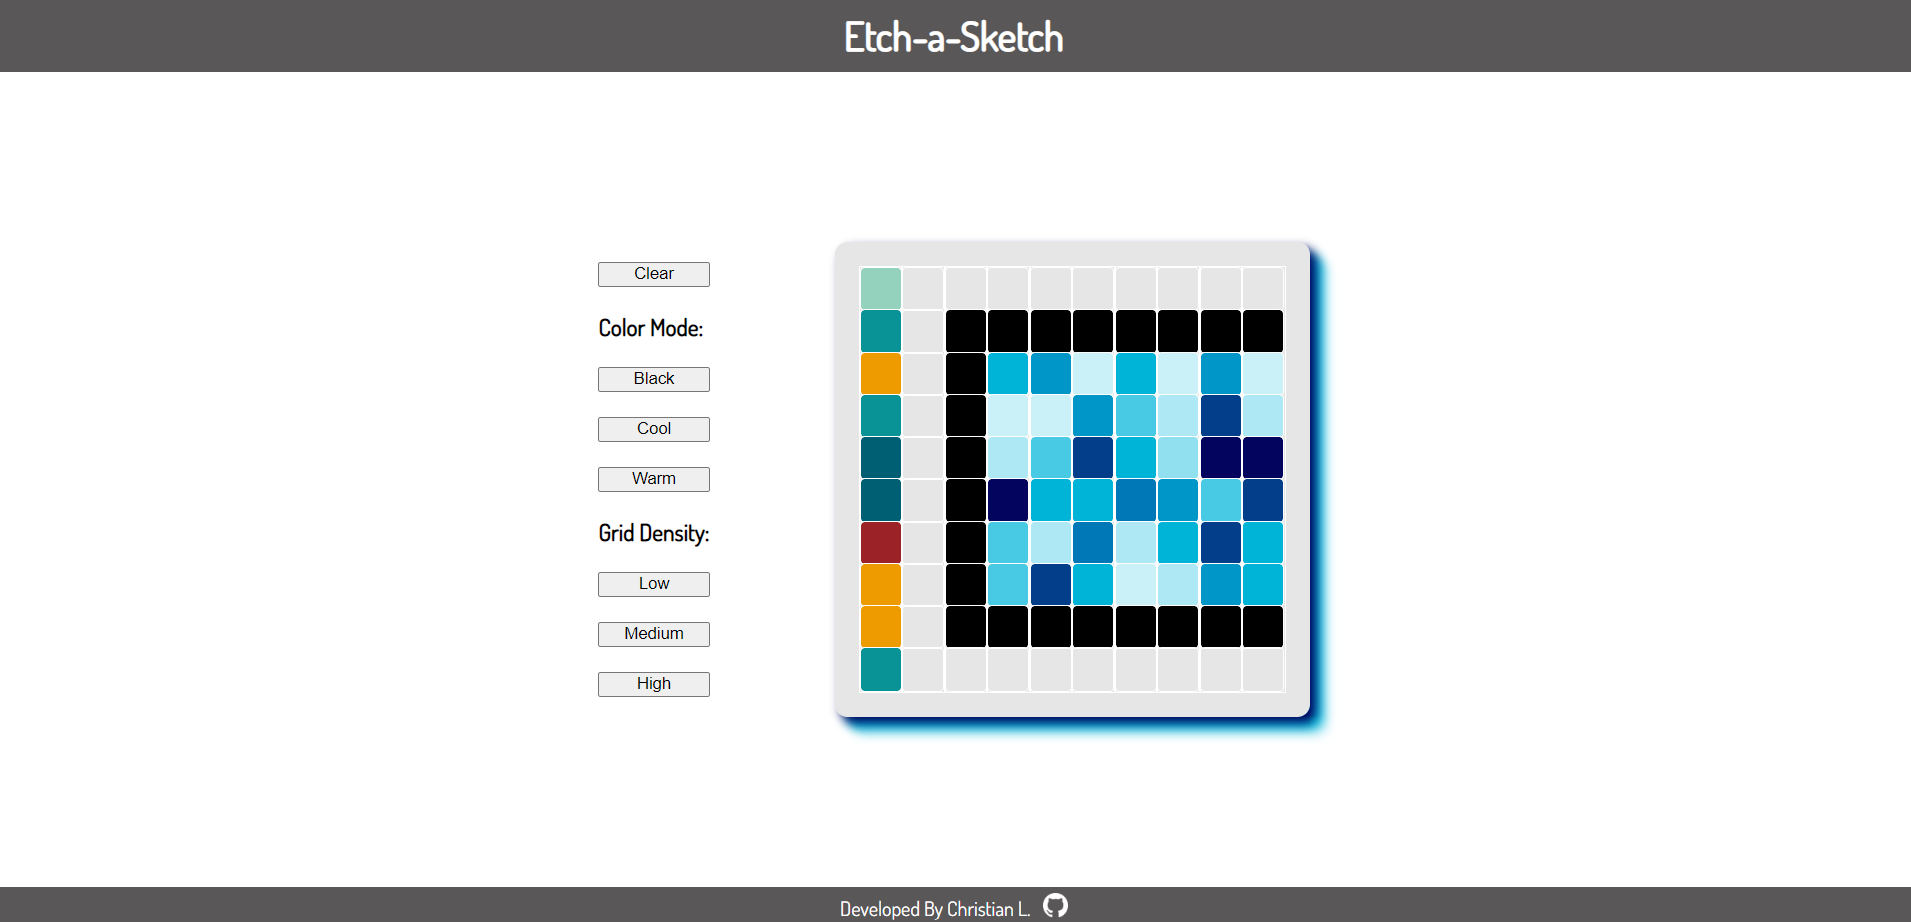 Etch-a-Sketch
Clear
Color Mode:
Black
Cool
Warm
Grid Density:
Low
Medium
High
Developed By Christian L.